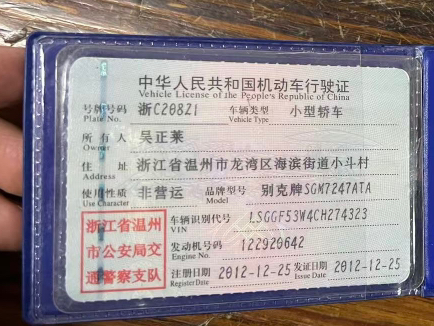 中华人民共和国机动车行驶证
Vehicle License of the People's Republic of China
号牌号码 浙C208Z1 车辆类型 小型轿车
Plate No. Vehicle Type
所有人 吴正莱
Owner
住址 浙江省温州市龙湾区海滨街道小斗村
Address
使用性质 非营运 品牌型号 别克牌SGM7247ATA
Use Character Model
浙江省温州
市公安局交
通警察支队
车辆识别代号 LSGGF53W4CH274323
VIN
发动机号码 122920642
Engine No.
注册日期 2012-12-25 发证日期 2012-12-25
Register Date Issue Date